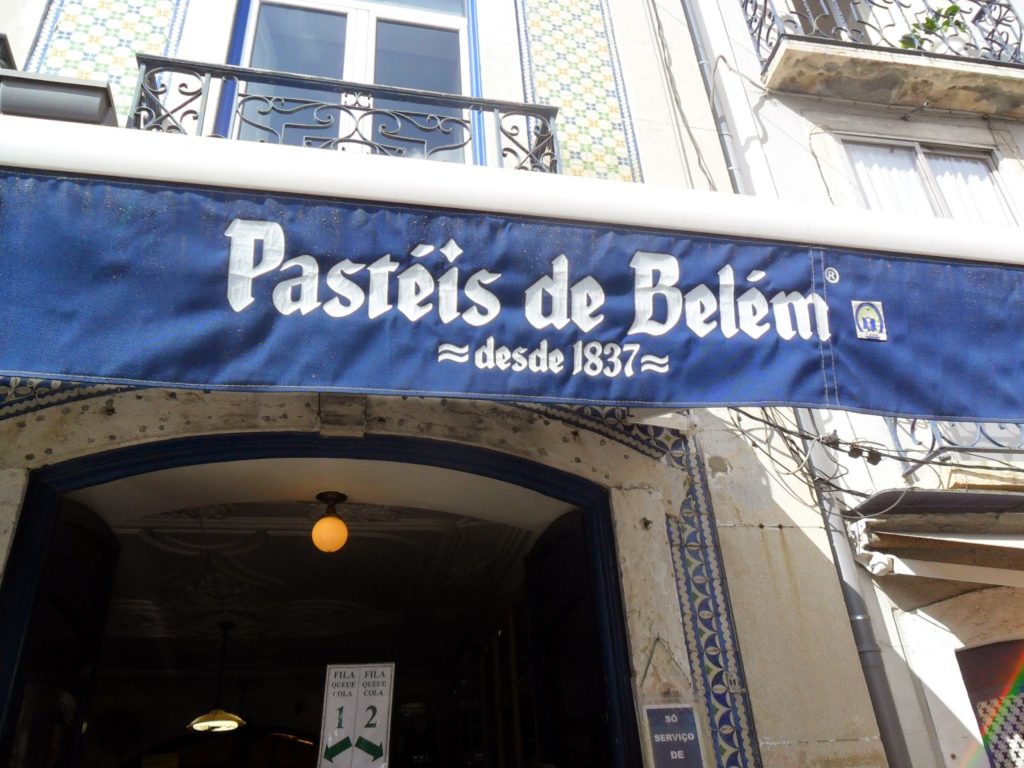 Pastéis de Belém®
≈desde 1837≈
FILA
QUEUE
COLA
1
FILA
QUEUE
COLA
2
SÓ
SERVIÇO
DE